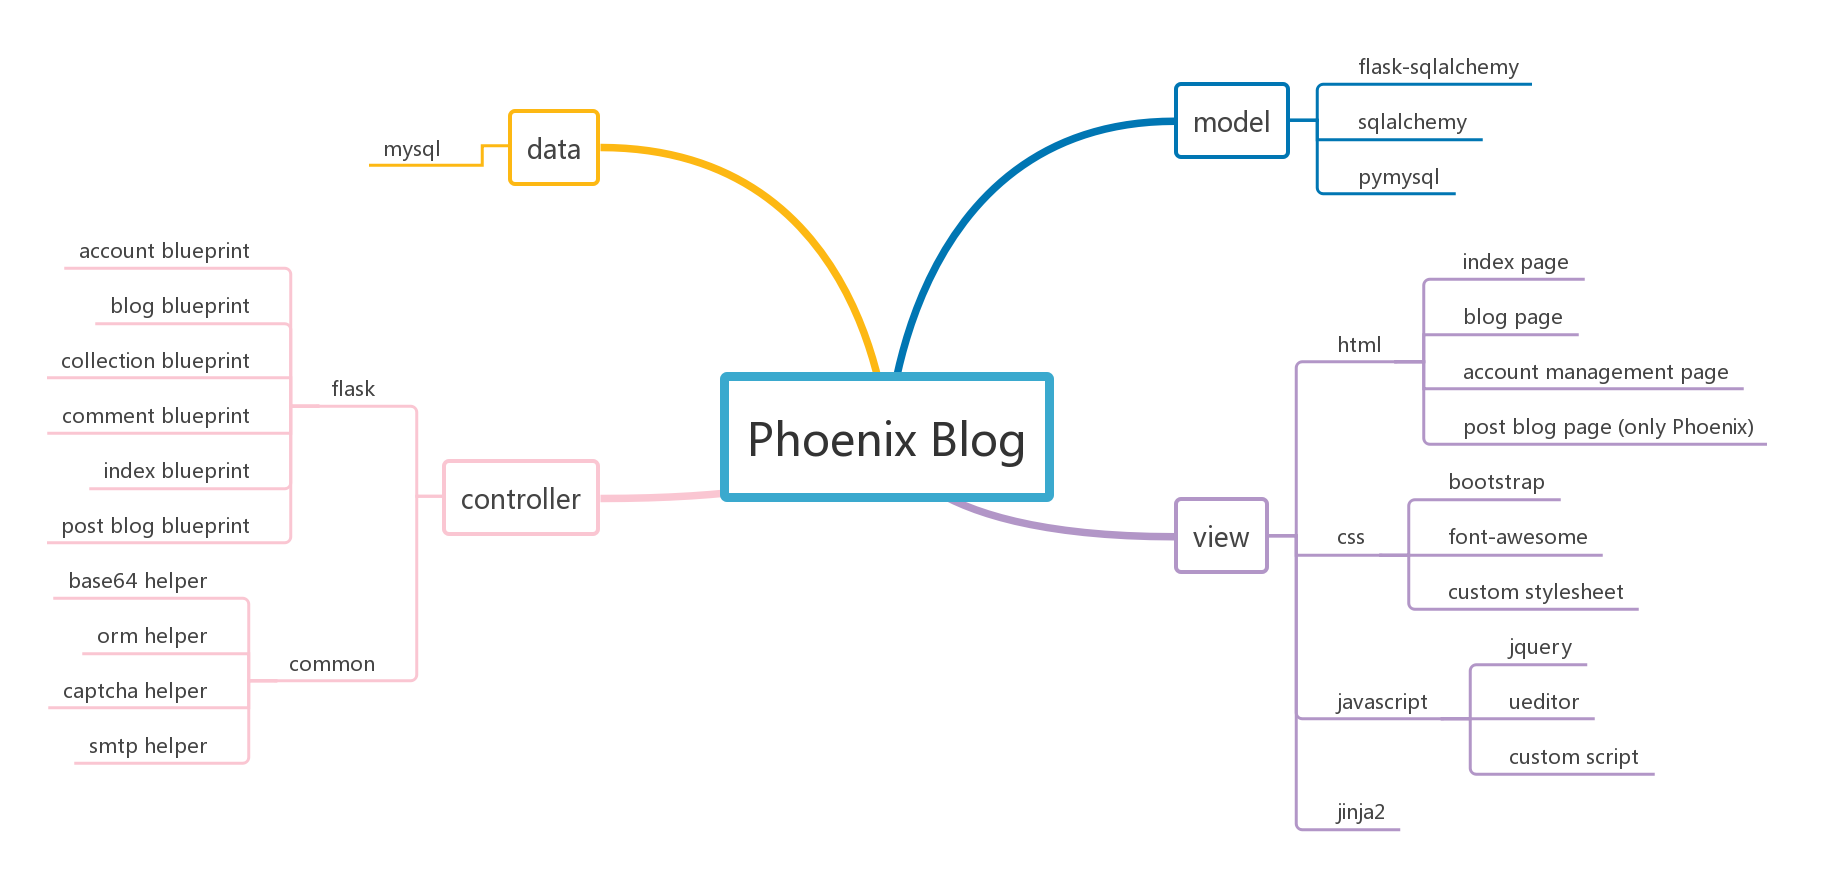 Phoenix Blog
model
flask-sqlalchemy
sqlalchemy
pymysql
view
html
index page
blog page
account management page
post blog page (only Phoenix)
css
bootstrap
font-awesome
custom stylesheet
javascript
jquery
ueditor
custom script
jinja2
data
mysql
controller
flask
account blueprint
blog blueprint
collection blueprint
comment blueprint
index blueprint
post blog blueprint
common
base64 helper
orm helper
captcha helper
smtp helper